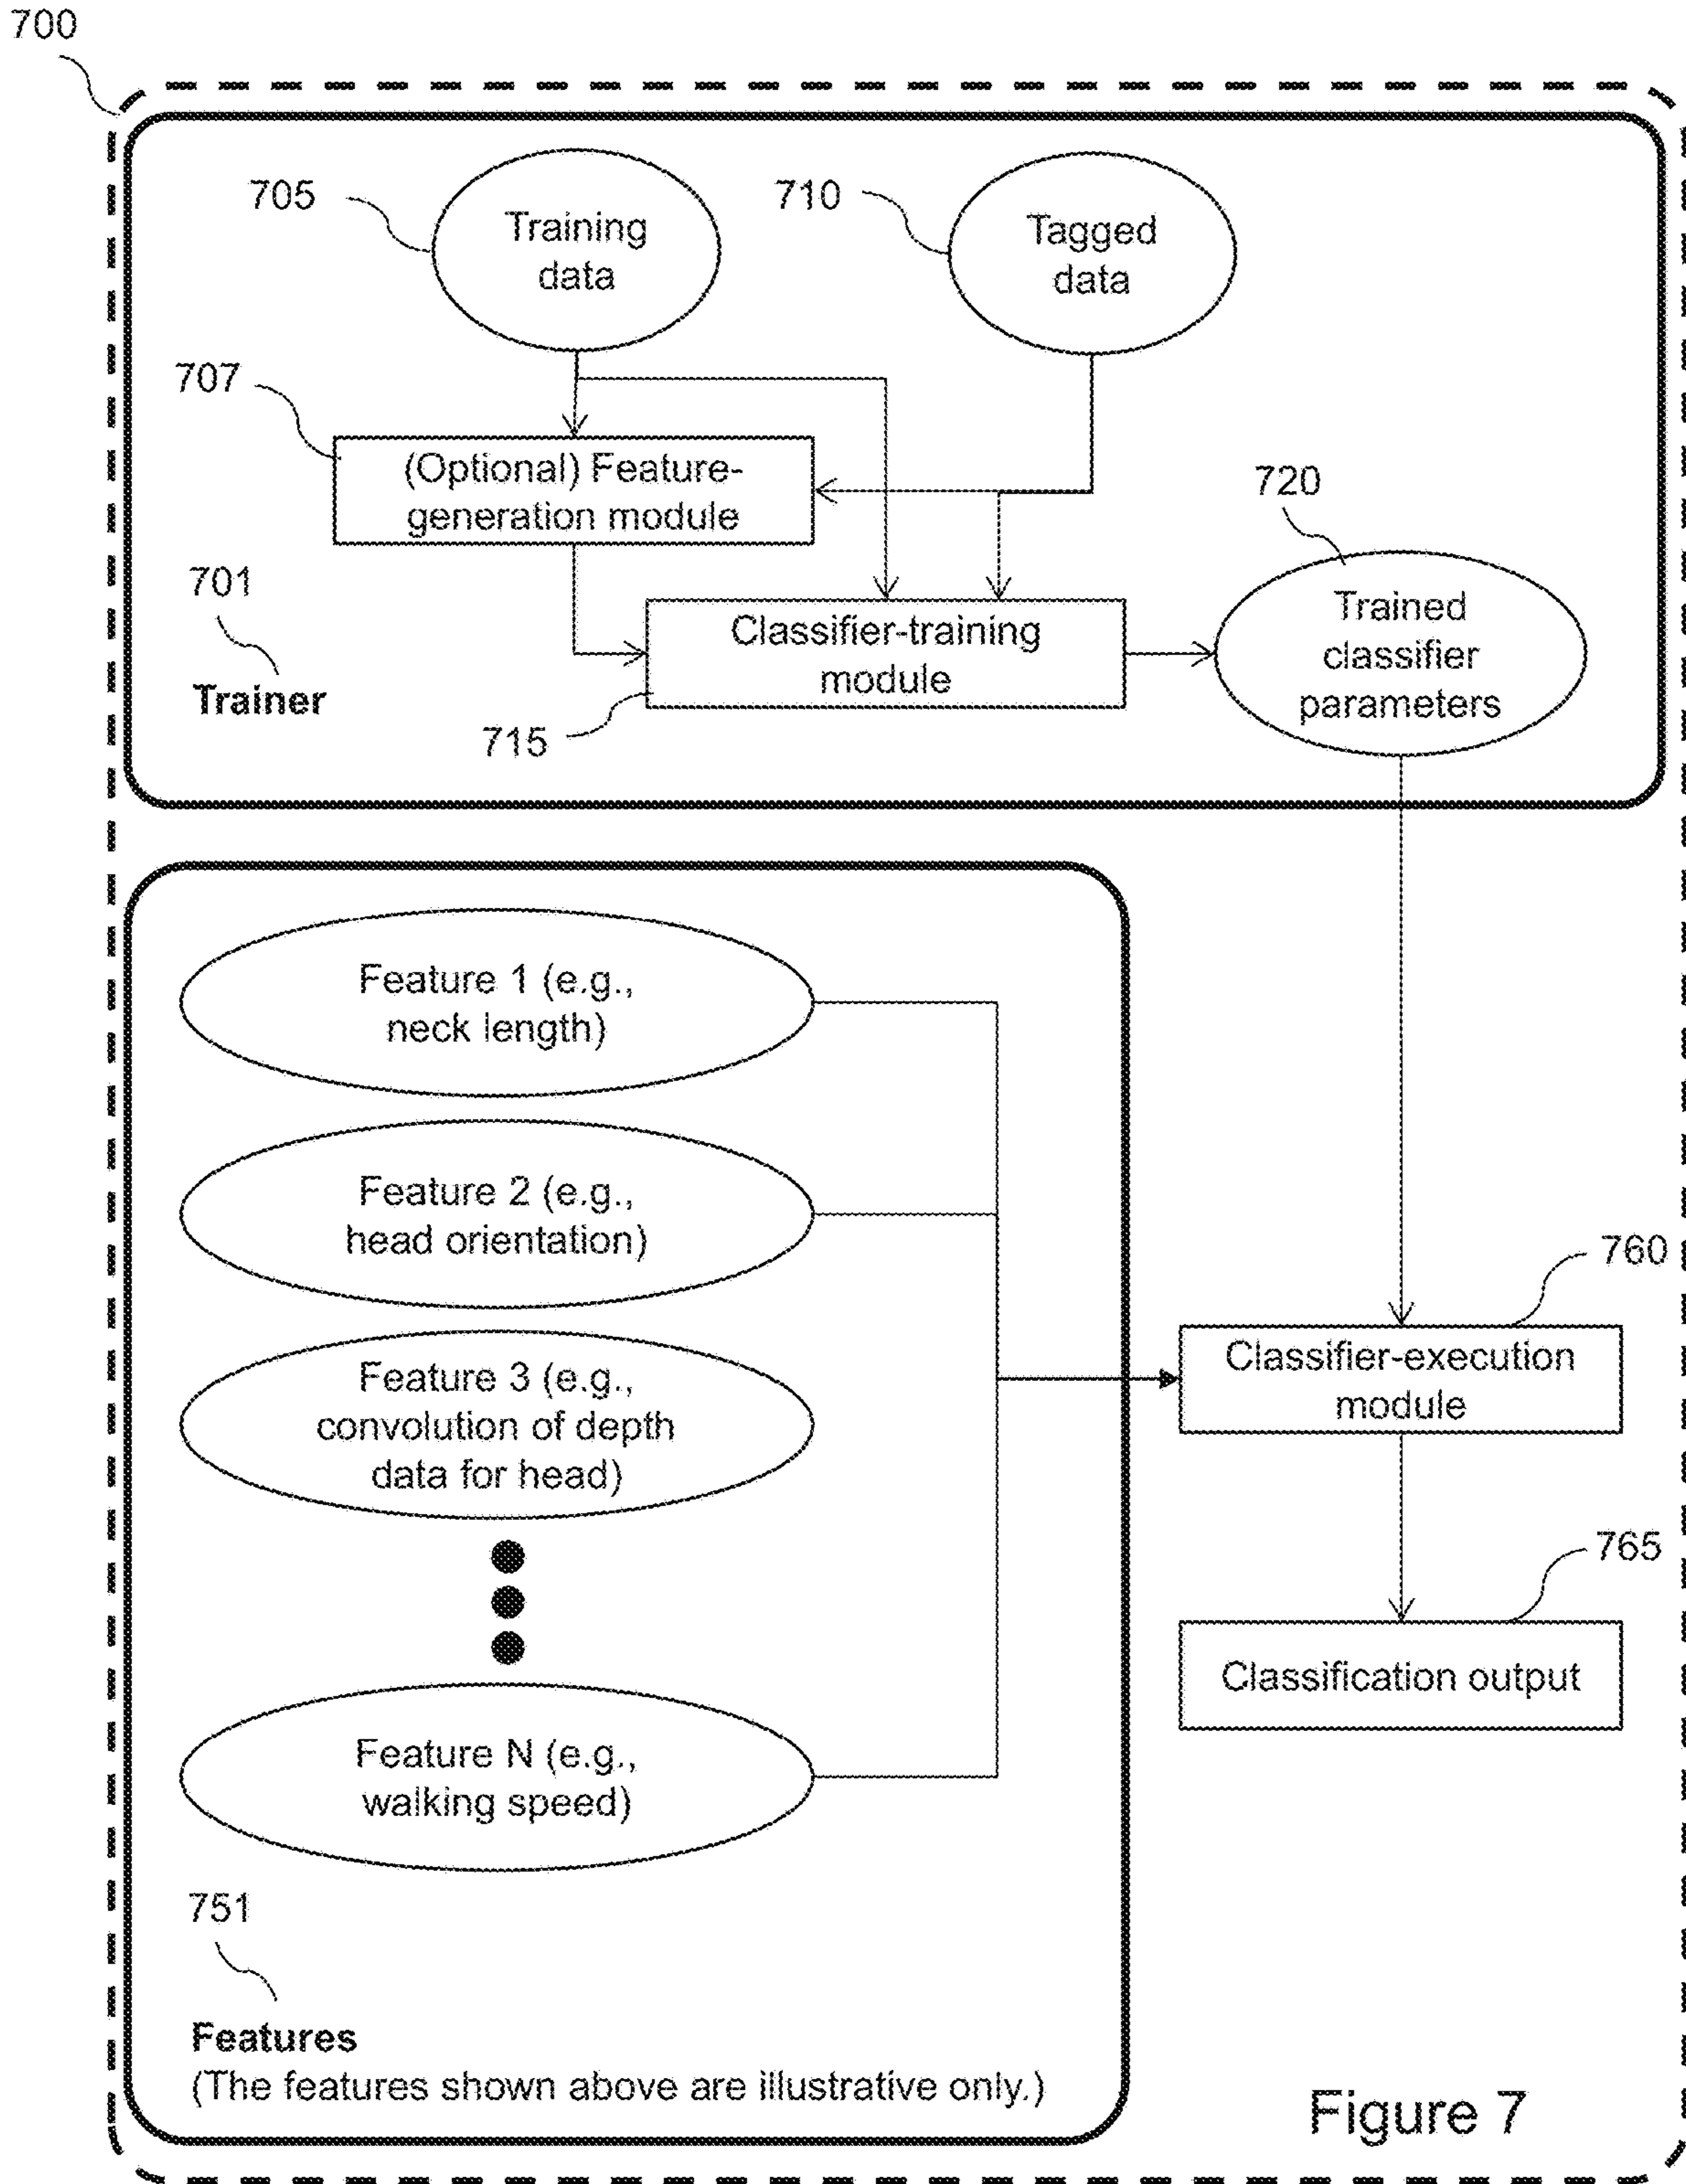 700
705
Training
data
710
Tagged
data
707
(Optional) Feature-
generation module
720
701
Trainer
Classifier-training
module
715
Trained
classifier
parameters
Feature 1 (e.g.,
neck length)
Feature 2 (e.g.,
head orientation)
Feature 3 (e.g.,
convolution of depth
data for head)
Feature N (e.g.,
walking speed)
751
Features
(The features shown above are illustrative only.)
760
Classifier-execution
module
765
Classification output
Figure 7